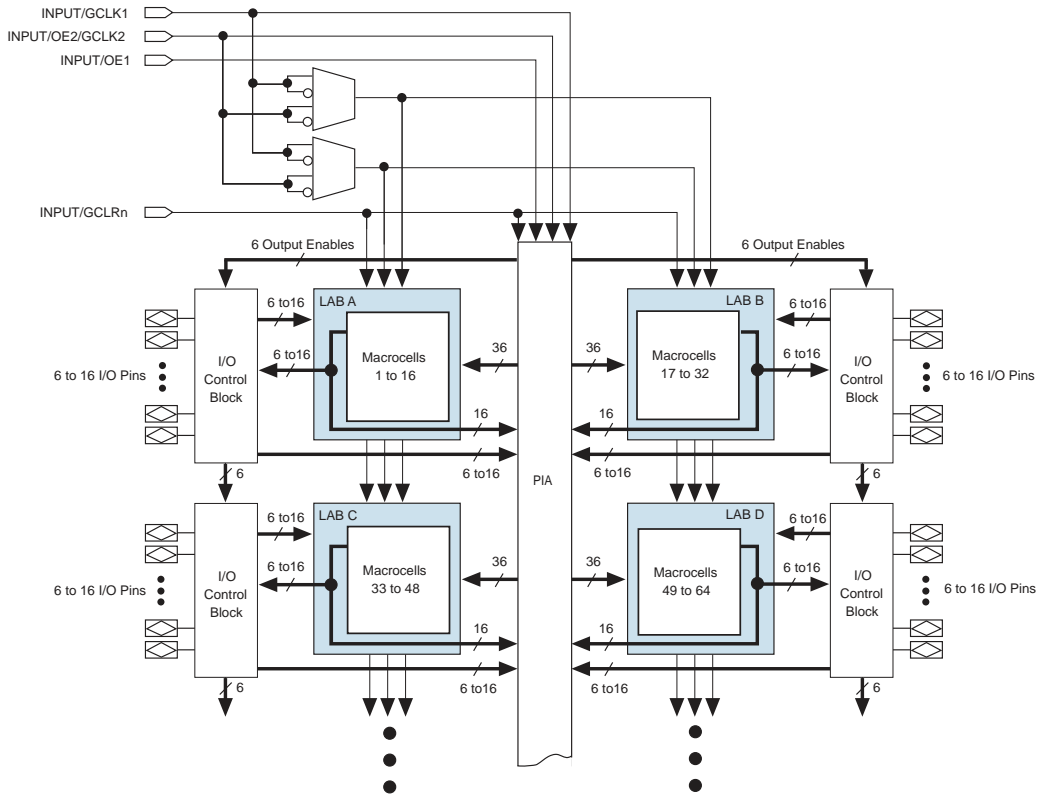 INPUT/GCLK1
INPUT/OE2/GCLK2
INPUT/OE1
INPUT/GCLRn
6 Output Enables
6 Output Enables
6 to16
LAB A
LAB B
6 to16
I/O
Control
Block
6 to16
Macrocells
1 to 16
36
36
Macrocells
17 to 32
6 to16
I/O
Control
Block
6 to 16 I/O Pins
6 to 16 I/O Pins
16
16
6 to16
6 to16
PIA
6
6
6 to16
LAB C
LAB D
6 to16
I/O
Control
Block
6 to16
Macrocells
33 to 48
36
36
Macrocells
49 to 64
6 to16
I/O
Control
Block
6 to 16 I/O Pins
6 to 16 I/O Pins
16
16
6 to16
6 to16
6
6